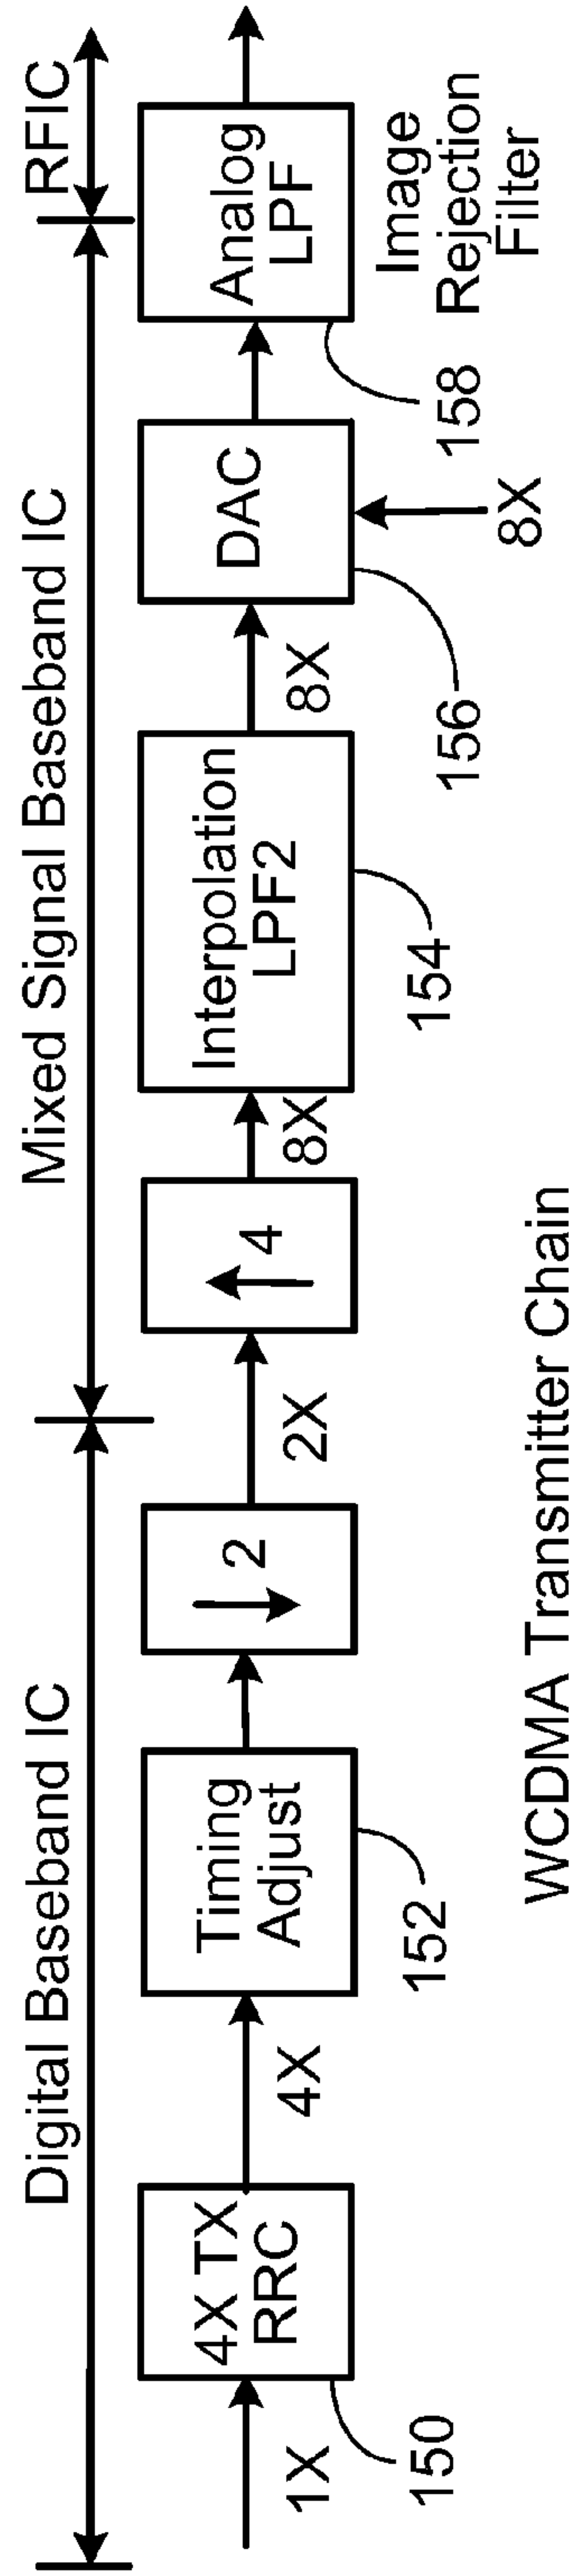 Digital Baseband IC
Mixed Signal Baseband IC
RFIC
1X
4X TX
RRC
150
4X
Timing
Adjust
152
2
2X
4
8X
Interpolation
LPF2
154
8X
DAC
156
8X
Analog
LPF
158
Image
Rejection
Filter
WCDMA Transmitter Chain